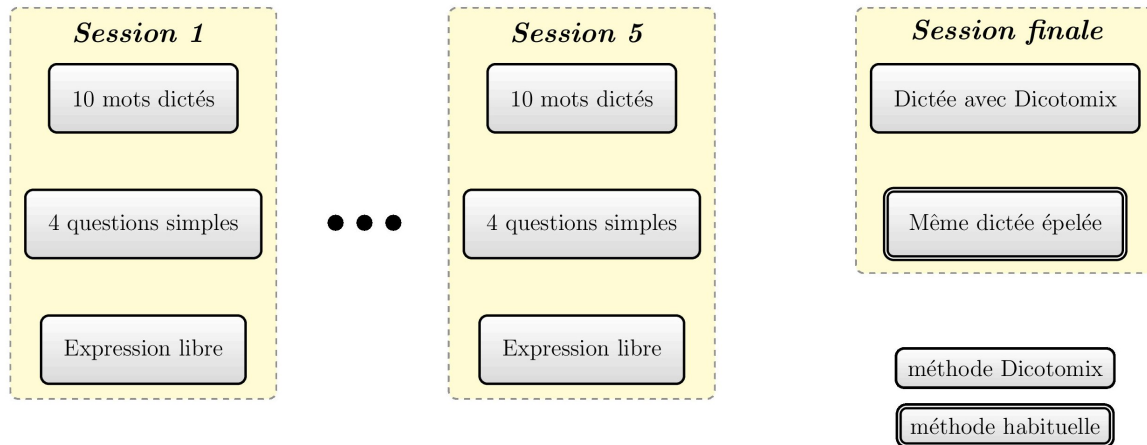 Session 1
10 mots dictés
4 questions simples
Expression libre
Session 5
10 mots dictés
4 questions simples
Expression libre
Session finale
Dictée avec Dicotomix
Même dictée épelée
méthode Dicotomix
méthode habituelle